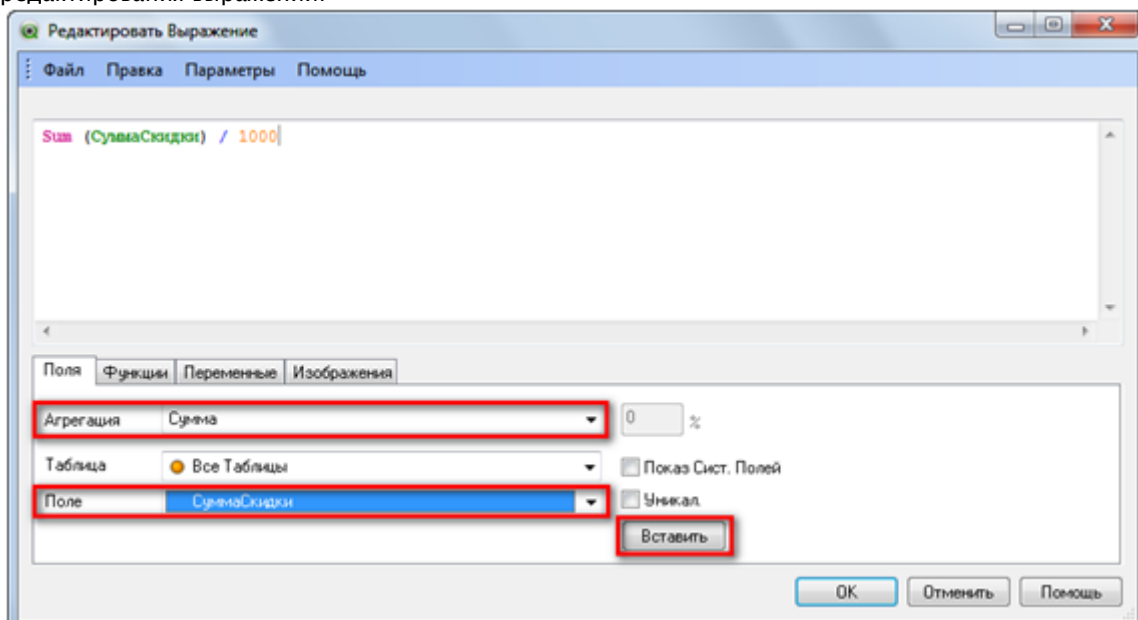 Редактировать Выражение
Файл Правка Параметры Помощь
Sum (СуммаСкидки) / 1000
Поля Функции Переменные Изображения
Агрегация Сумма 0 %
Таблица Все Таблицы Показ Сист. Полей
Поле СуммаСкидки Уникал.
Вставить
OK Отменить Помощь